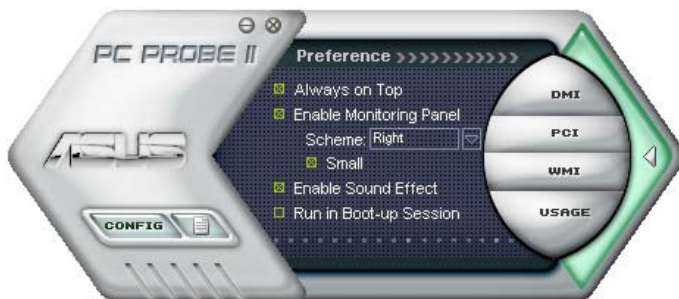 PC PROBE II
Preference
Always on Top
Enable Monitoring Panel
Scheme: Right
Small
Enable Sound Effect
Run in Boot-up Session
ASUS
CONFIG
DMI
PCI
WMI
USAGE